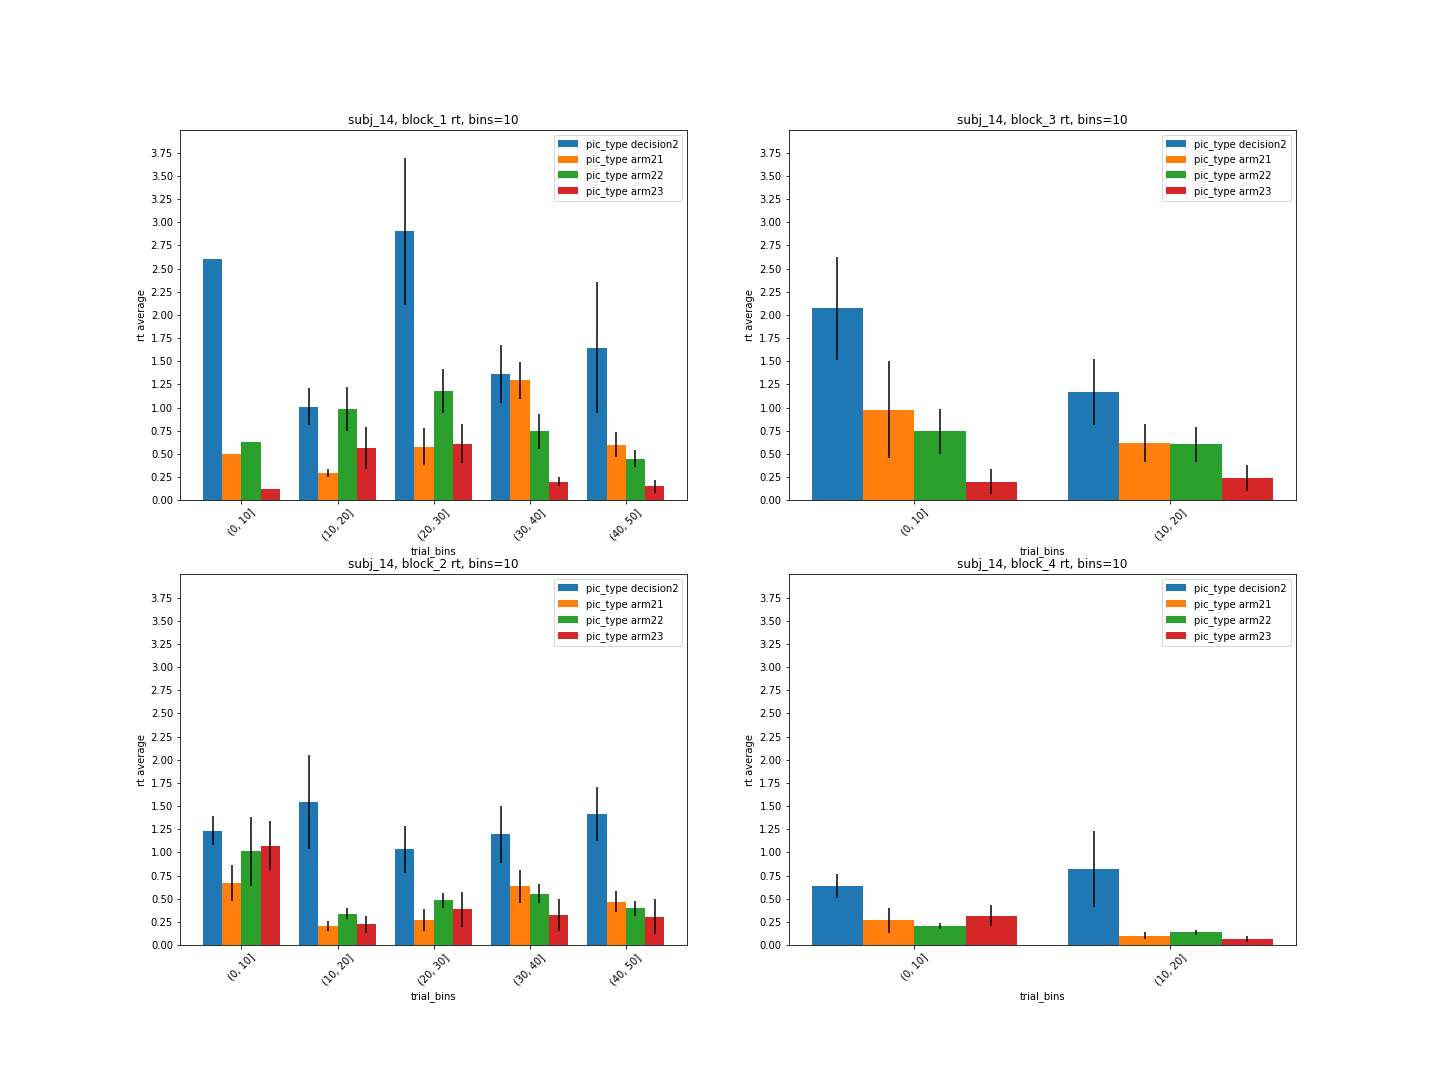 subj_14, block_1 rt, bins=10
pic_type decision2
pic_type arm21
pic_type arm22
pic_type arm23
3.75
3.50
3.25
3.00
2.75
2.50
2.25
2.00
1.75
1.50
1.25
1.00
0.75
0.50
0.25
0.00
rt average
(0, 10]
(10, 20]
(20, 30]
(30, 40]
(40, 50]
trial_bins
subj_14, block_3 rt, bins=10
pic_type decision2
pic_type arm21
pic_type arm22
pic_type arm23
3.75
3.50
3.25
3.00
2.75
2.50
2.25
2.00
1.75
1.50
1.25
1.00
0.75
0.50
0.25
0.00
rt average
(0, 10]
(10, 20]
trial_bins
subj_14, block_2 rt, bins=10
pic_type decision2
pic_type arm21
pic_type arm22
pic_type arm23
3.75
3.50
3.25
3.00
2.75
2.50
2.25
2.00
1.75
1.50
1.25
1.00
0.75
0.50
0.25
0.00
rt average
(0, 10]
(10, 20]
(20, 30]
(30, 40]
(40, 50]
trial_bins
subj_14, block_4 rt, bins=10
pic_type decision2
pic_type arm21
pic_type arm22
pic_type arm23
3.75
3.50
3.25
3.00
2.75
2.50
2.25
2.00
1.75
1.50
1.25
1.00
0.75
0.50
0.25
0.00
rt average
(0, 10]
(10, 20]
trial_bins